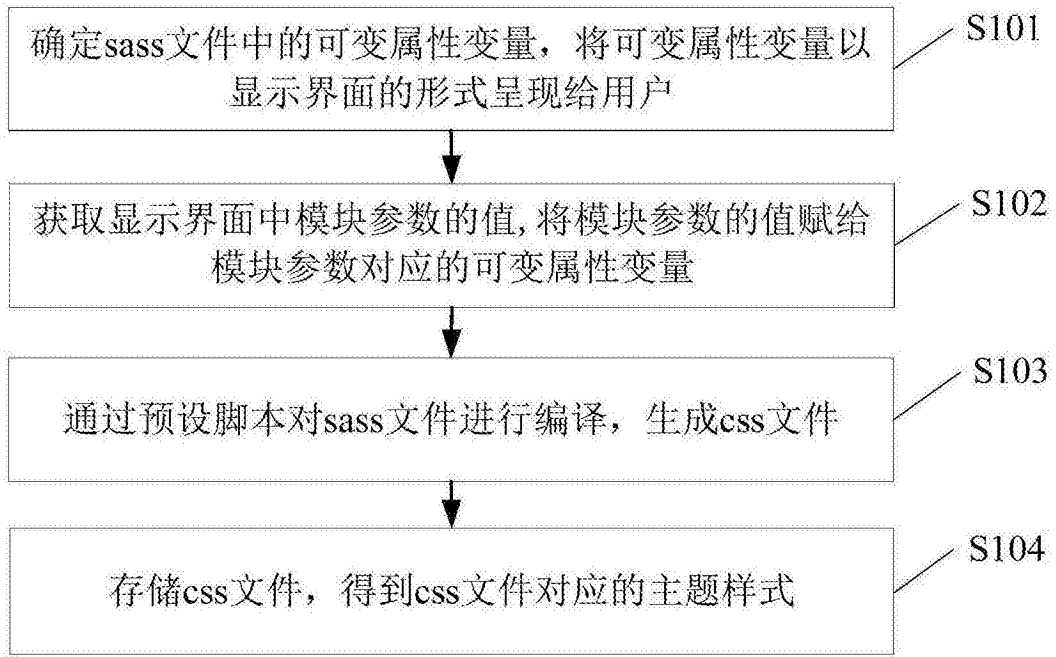 确定sass文件中的可变属性变量，将可变属性变量以
显示界面的形式呈现给用户
S101
获取显示界面中模块参数的值,将模块参数的值赋给
模块参数对应的可变属性变量
S102
通过预设脚本对sass文件进行编译，生成css文件
S103
存储css文件，得到css文件对应的主题样式
S104